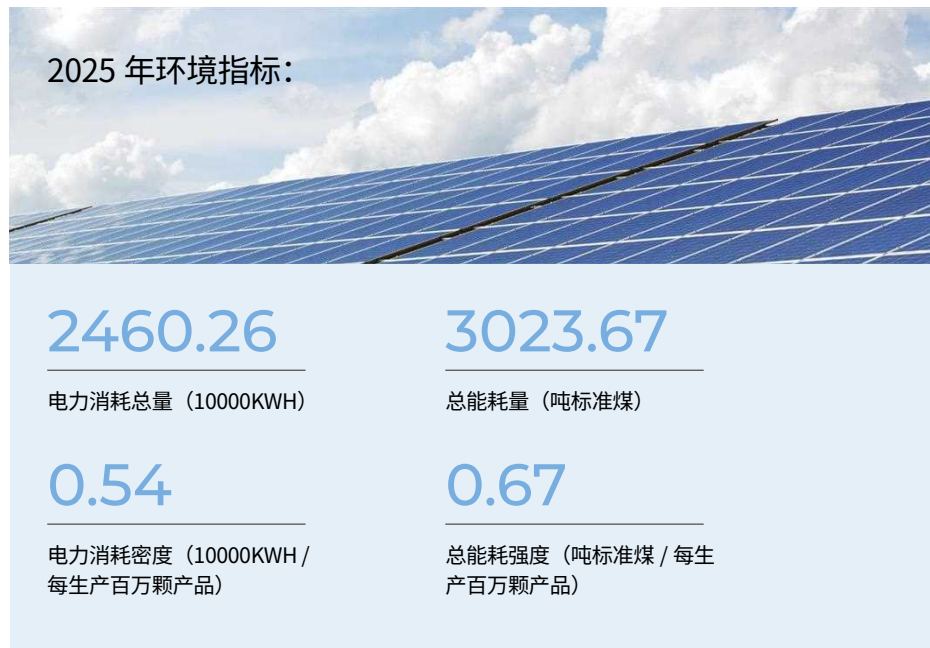 2025 年环境指标：
2460.26
电力消耗总量（10000KWH）
3023.67
总能耗量（吨标准煤）
0.54
电力消耗密度（10000KWH /
每生产百万颗产品）
0.67
总能耗强度（吨标准煤 / 每生
产百万颗产品）